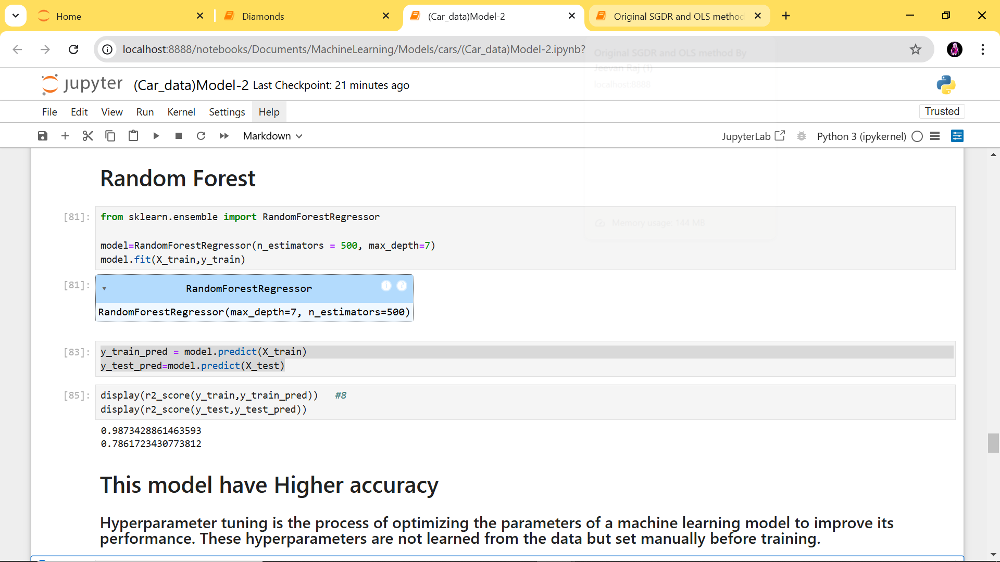 Home
Diamonds
(Car_data)Model-2
Original SGDR and OLS method
localhost:8888/notebooks/Documents/MachineLearning/Models/cars/(Car_data)Model-2.ipynb?
Original SGDR and OLS method By
Jeevan Raj (1)
localhost:8888
jupyter (Car_data)Model-2 Last Checkpoint: 21 minutes ago
File Edit View Run Kernel Settings Help
Trusted
Markdown
JupyterLab
Python 3 (ipykernel)
Random Forest
[81]: from sklearn.ensemble import RandomForestRegressor
Memory usage: 144 MB
model=RandomForestRegressor(n_estimators = 500, max_depth=7)
model.fit(X_train,y_train)
[81]: RandomForestRegressor i ?
RandomForestRegressor(max_depth=7, n_estimators=500)
[83]: y_train_pred = model.predict(X_train)
y_test_pred=model.predict(X_test)
[85]: display(r2_score(y_train,y_train_pred)) #8
display(r2_score(y_test,y_test_pred))
0.9873428861463593
0.7861723430773812
This model have Higher accuracy
Hyperparameter tuning is the process of optimizing the parameters of a machine learning model to improve its
performance. These hyperparameters are not learned from the data but set manually before training.